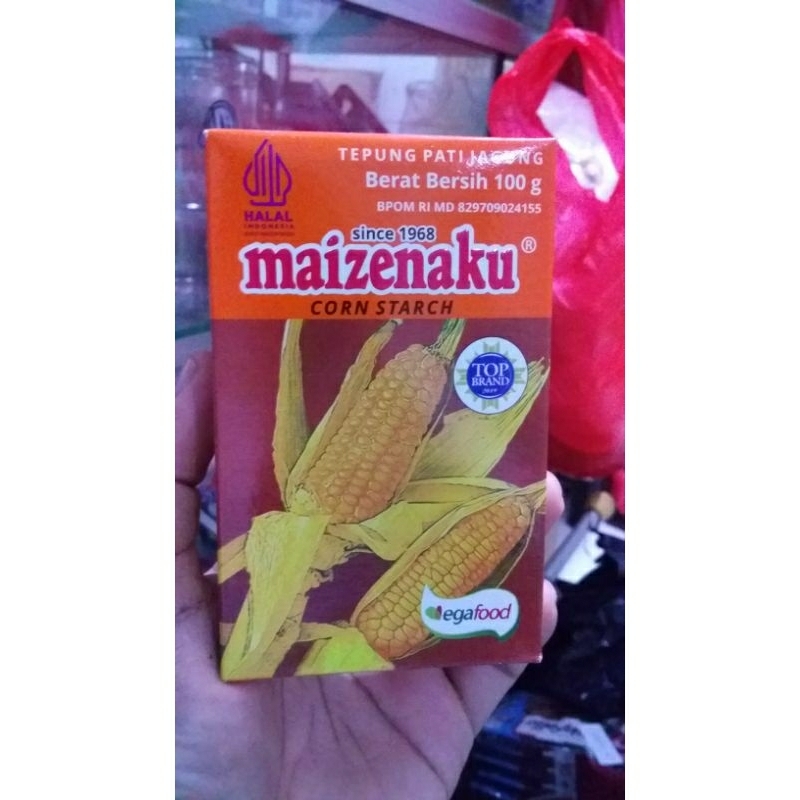 TEPUNG PATI JAGUNG
Berat Bersih 100 g
BPOM RI MD 829709024155
HALAL
INDONESIA
since 1968
maizenaku®
CORN STARCH
TOP
BRAND
egafood